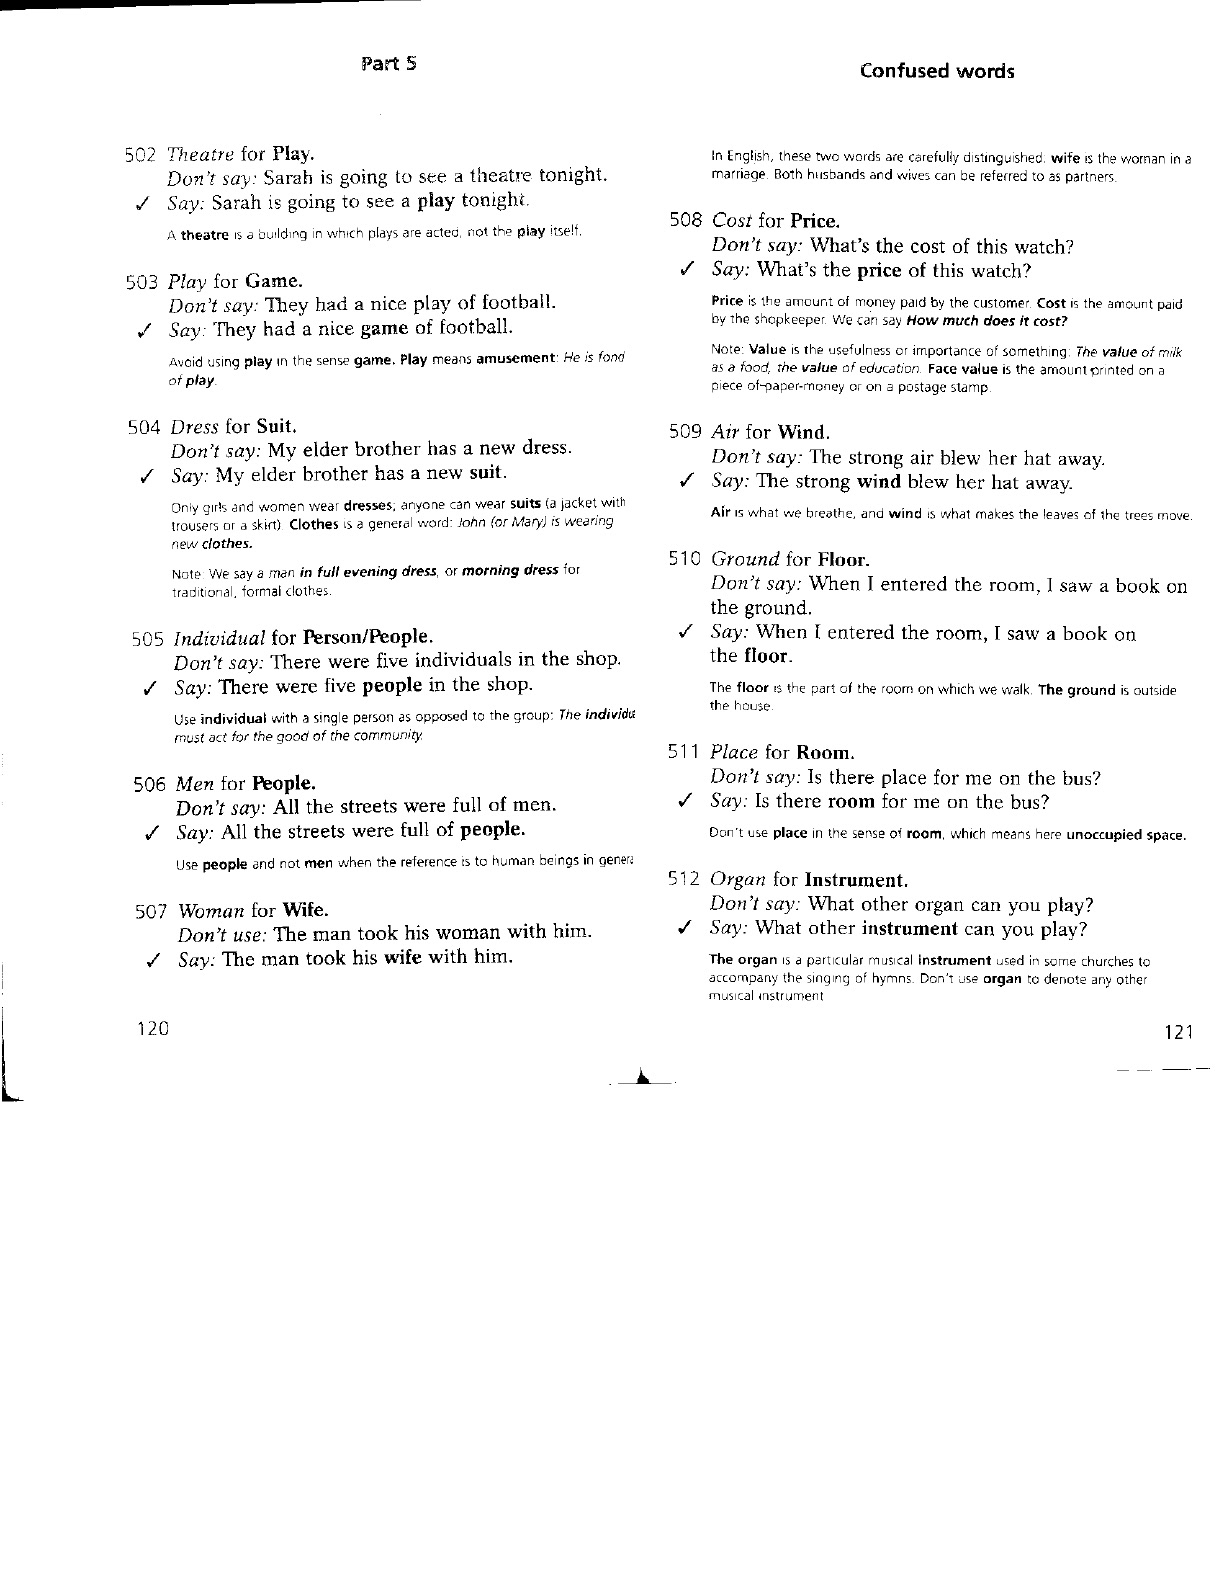 Part 5
502 Theatre for Play.
Don't say: Sarah is going to see a theatre tonight.
✓ Say: Sarah is going to see a play tonight.
A theatre is a building in which plays are acted, not the play itself.
503 Play for Game.
Don't say: They had a nice play of football.
✓ Say: They had a nice game of football.
Avoid using play in the sense game. Play means amusement: He is fond
of play.
504 Dress for Suit.
Don't say: My elder brother has a new dress.
✓ Say: My elder brother has a new suit.
Only girls and women wear dresses; anyone can wear suits (a jacket with
trousers or a skirt). Clothes is a general word: John (or Mary) is wearing
new clothes.
Note: We say a man in full evening dress, or morning dress for
traditional, formal clothes.
505 Individual for Person/People.
Don't say: There were five individuals in the shop.
✓ Say: There were five people in the shop.
Use individual with a single person as opposed to the group: The individu
must act for the good of the community.
506 Men for People.
Don't say: All the streets were full of men.
✓ Say: All the streets were full of people.
Use people and not men when the reference is to human beings in genera
507 Woman for Wife.
Don't use: The man took his woman with him.
✓ Say: The man took his wife with him.
120
Confused words
In English, these two words are carefully distinguished: wife is the woman in a
marriage. Both husbands and wives can be referred to as partners.
508 Cost for Price.
Don't say: What's the cost of this watch?
✓ Say: What's the price of this watch?
Price is the amount of money paid by the customer. Cost is the amount paid
by the shopkeeper. We can say How much does it cost?
Note: Value is the usefulness or importance of something: The value of milk
as a food, the value of education. Face value is the amount printed on a
piece of paper-money or on a postage stamp.
509 Air for Wind.
Don't say: The strong air blew her hat away.
✓ Say: The strong wind blew her hat away.
Air is what we breathe, and wind is what makes the leaves of the trees move.
510 Ground for Floor.
Don't say: When I entered the room, I saw a book on
the ground.
✓ Say: When I entered the room, I saw a book on
the floor.
The floor is the part of the room on which we walk. The ground is outside
the house.
511 Place for Room.
Don't say: Is there place for me on the bus?
✓ Say: Is there room for me on the bus?
Don't use place in the sense of room, which means here unoccupied space.
512 Organ for Instrument.
Don't say: What other organ can you play?
✓ Say: What other instrument can you play?
The organ is a particular musical instrument used in some churches to
accompany the singing of hymns. Don't use organ to denote any other
musical instrument
121